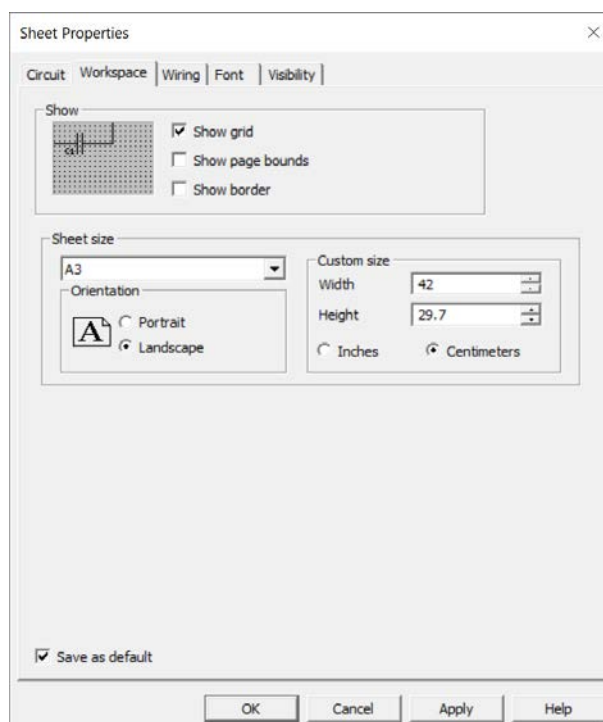 Sheet Properties
Circuit Workspace Wiring Font Visibility
Show
C1
Show grid
Show page bounds
Show border
Sheet size
A3
Orientation
A
Portrait
Landscape
Custom size
Width 42
Height 29.7
Inches Centimeters
Save as default
OK Cancel Apply Help